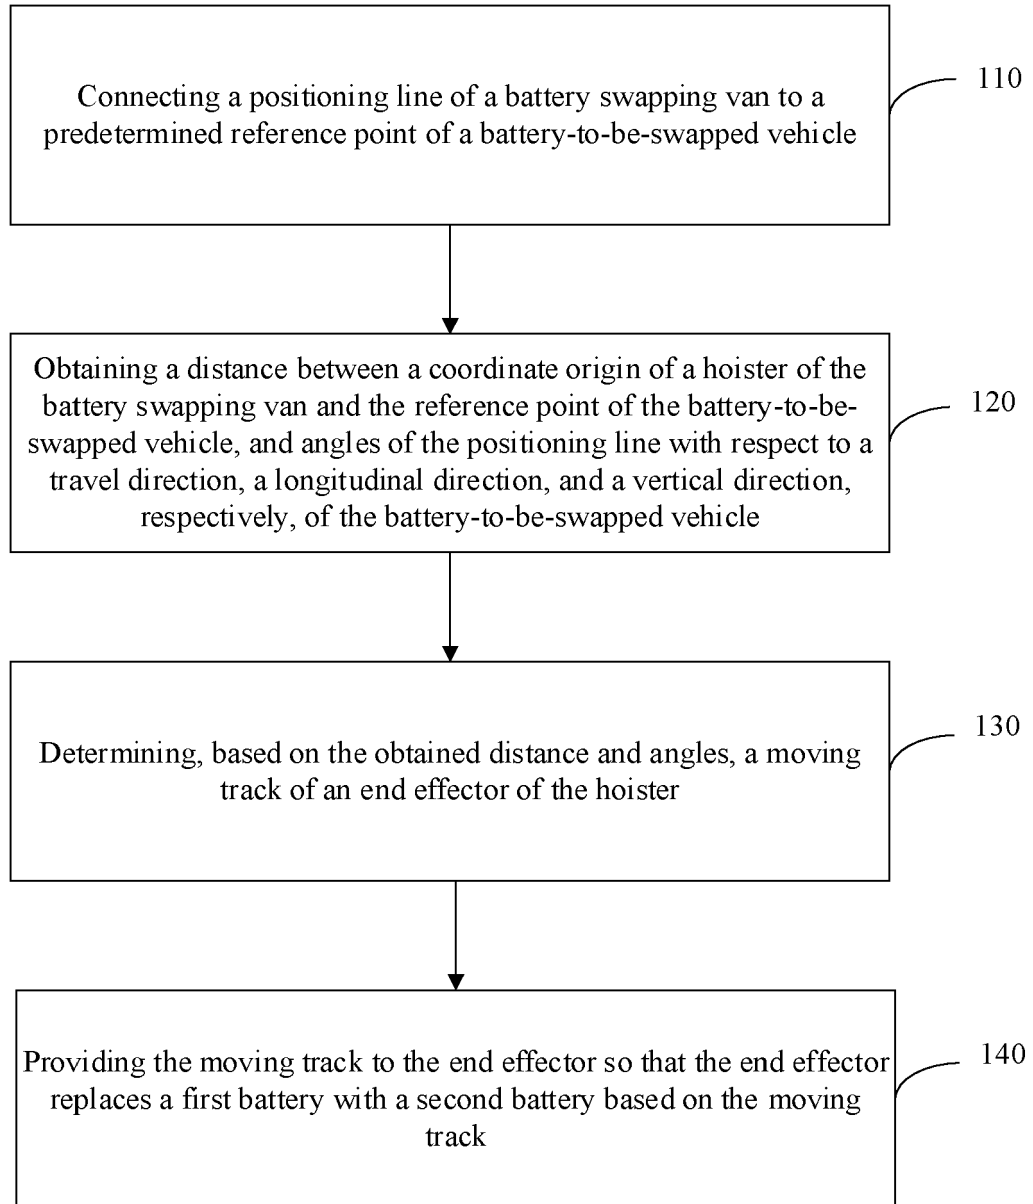 Connecting a positioning line of a battery swapping van to a
predetermined reference point of a battery-to-be-swapped vehicle
110
Obtaining a distance between a coordinate origin of a hoister of the
battery swapping van and the reference point of the battery-to-be-
swapped vehicle, and angles of the positioning line with respect to a
travel direction, a longitudinal direction, and a vertical direction,
respectively, of the battery-to-be-swapped vehicle
120
Determining, based on the obtained distance and angles, a moving
track of an end effector of the hoister
130
Providing the moving track to the end effector so that the end effector
replaces a first battery with a second battery based on the moving
track
140